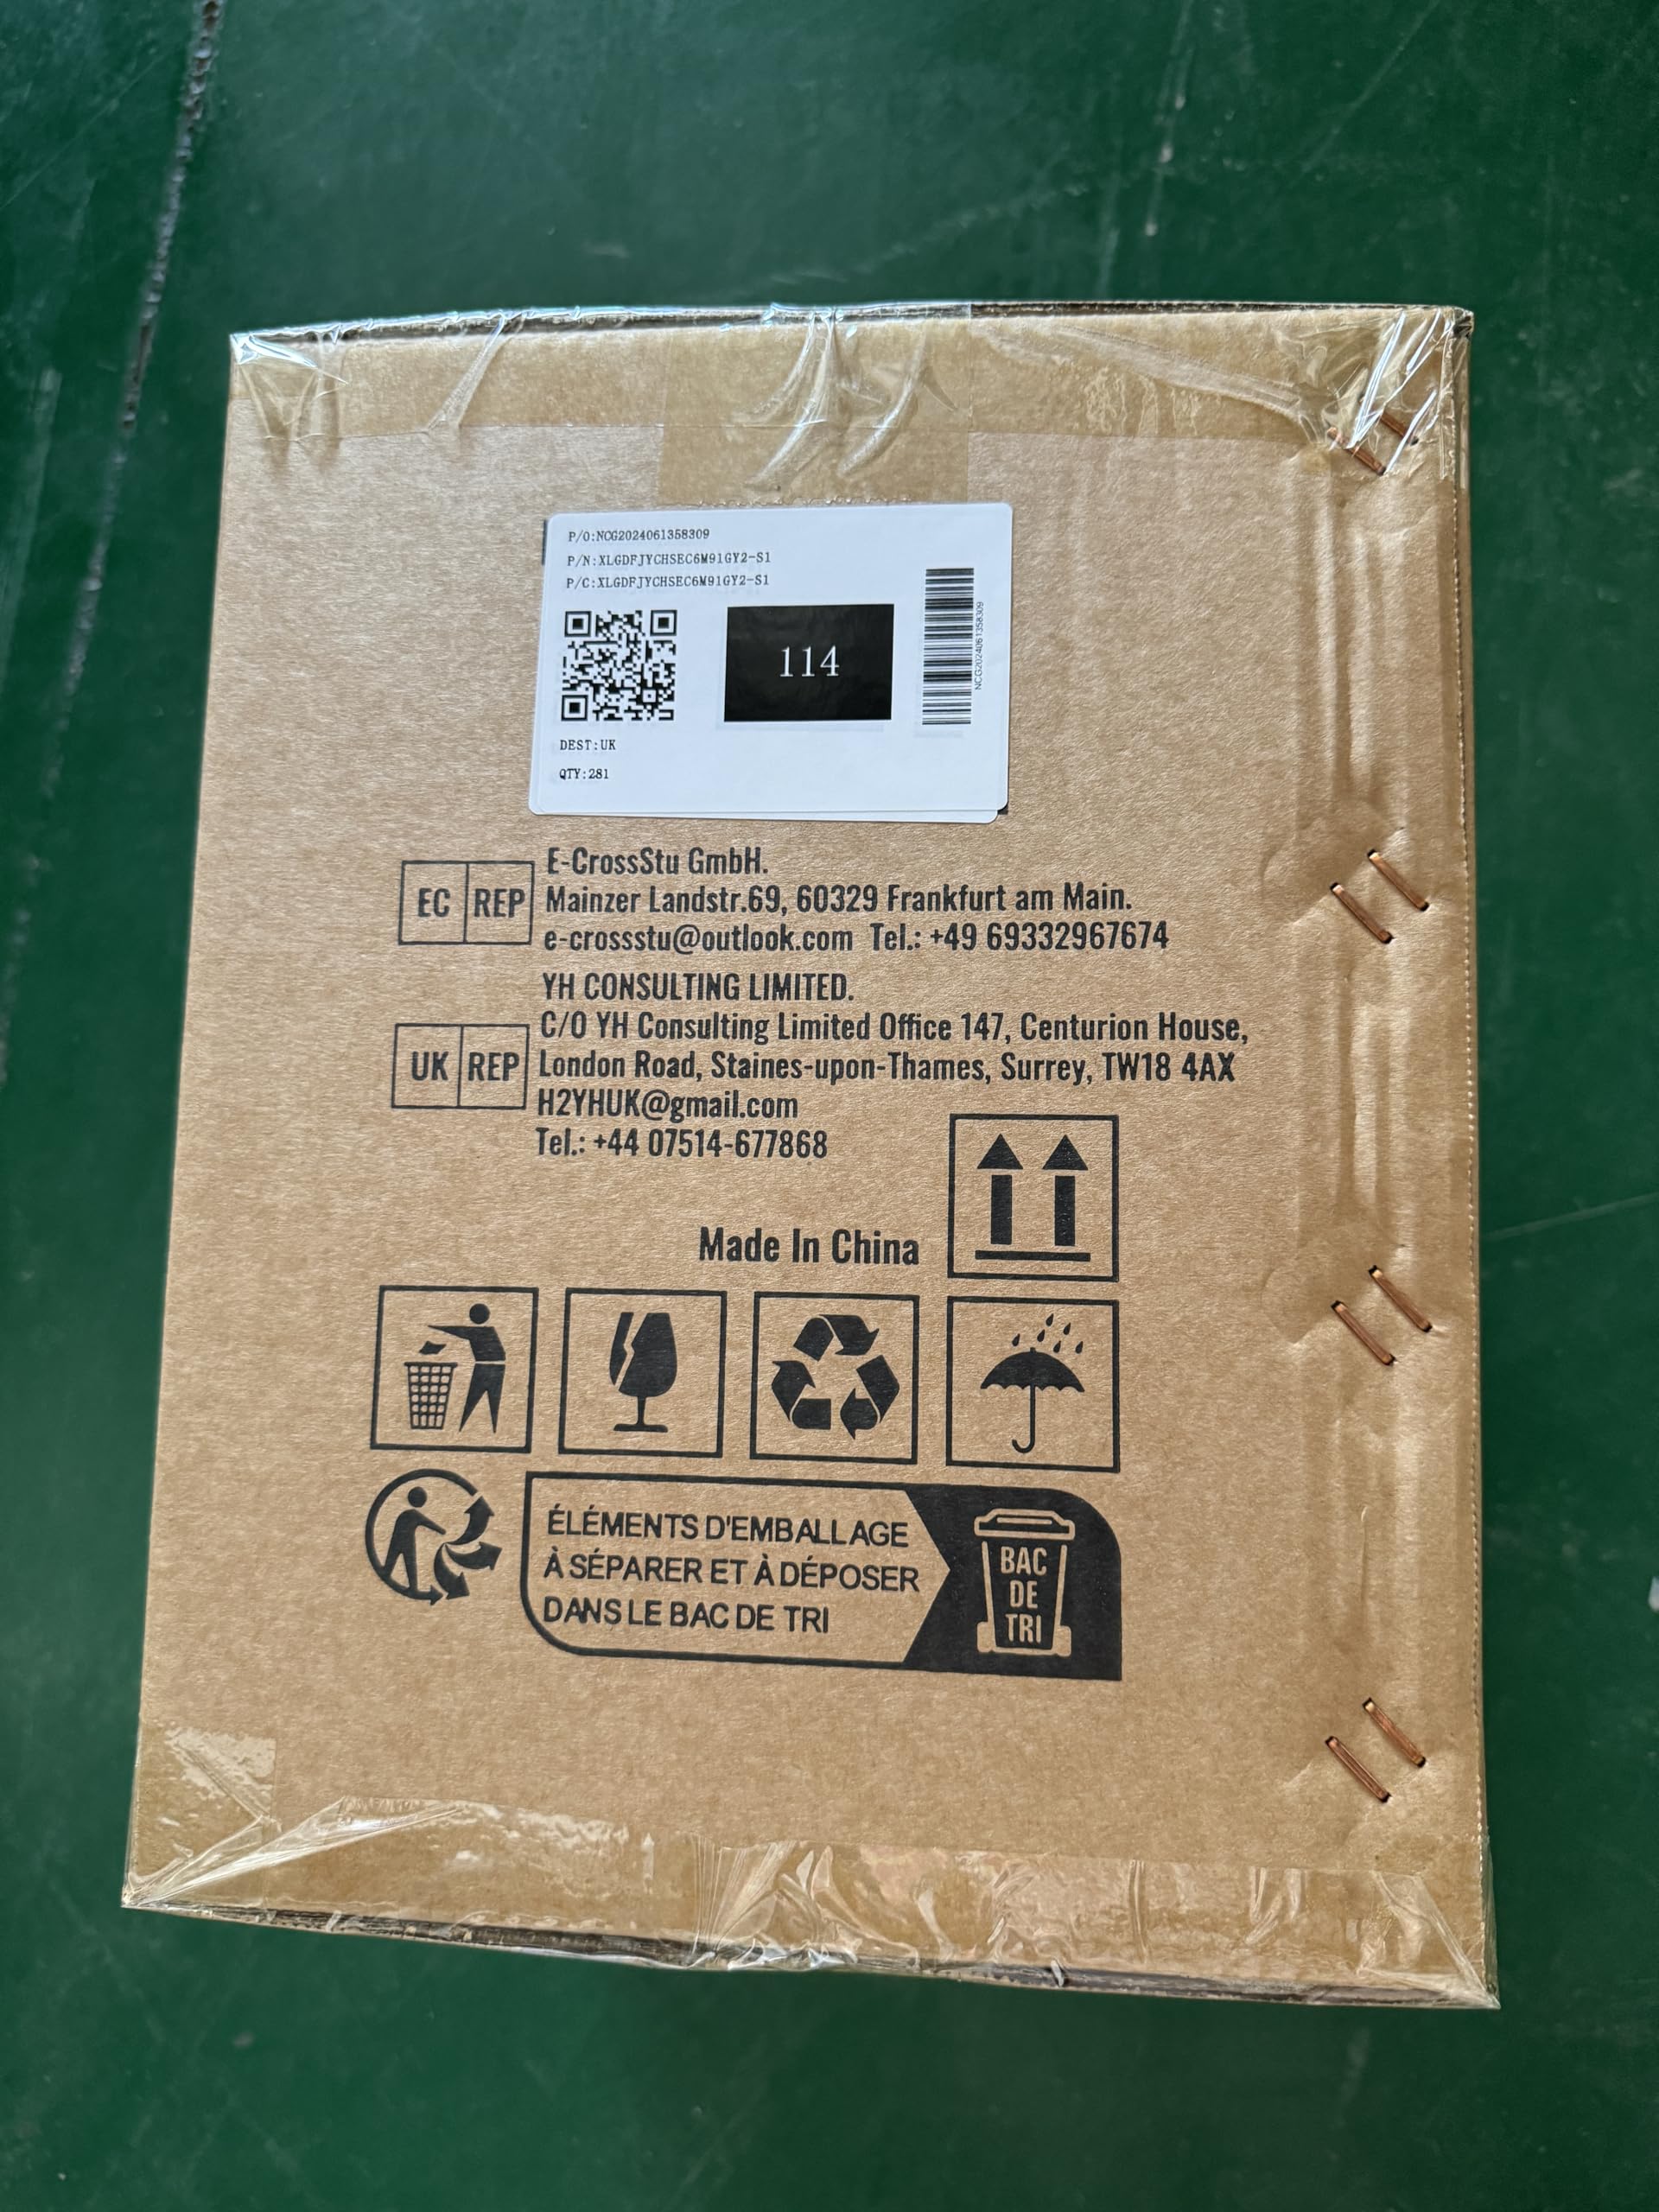 P/O:NCG2024061358309
P/N:XLGDFJYCHSEC6M91GY2-S1
P/C:XLGDFJYCHSEC6M91GY2-S1
114
NCG2024061358309
DEST:UK
QTY:281
EC REP
E-CrossStu GmbH.
Mainzer Landstr.69, 60329 Frankfurt am Main.
e-crossstu@outlook.com Tel.: +49 69332967674
UK REP
YH CONSULTING LIMITED.
C/O YH Consulting Limited Office 147, Centurion House,
London Road, Staines-upon-Thames, Surrey, TW18 4AX
H2YHUK@gmail.com
Tel.: +44 07514-677868
Made In China
ÉLÉMENTS D'EMBALLAGE
À SÉPARER ET À DÉPOSER
DANS LE BAC DE TRI
BAC
DE
TRI